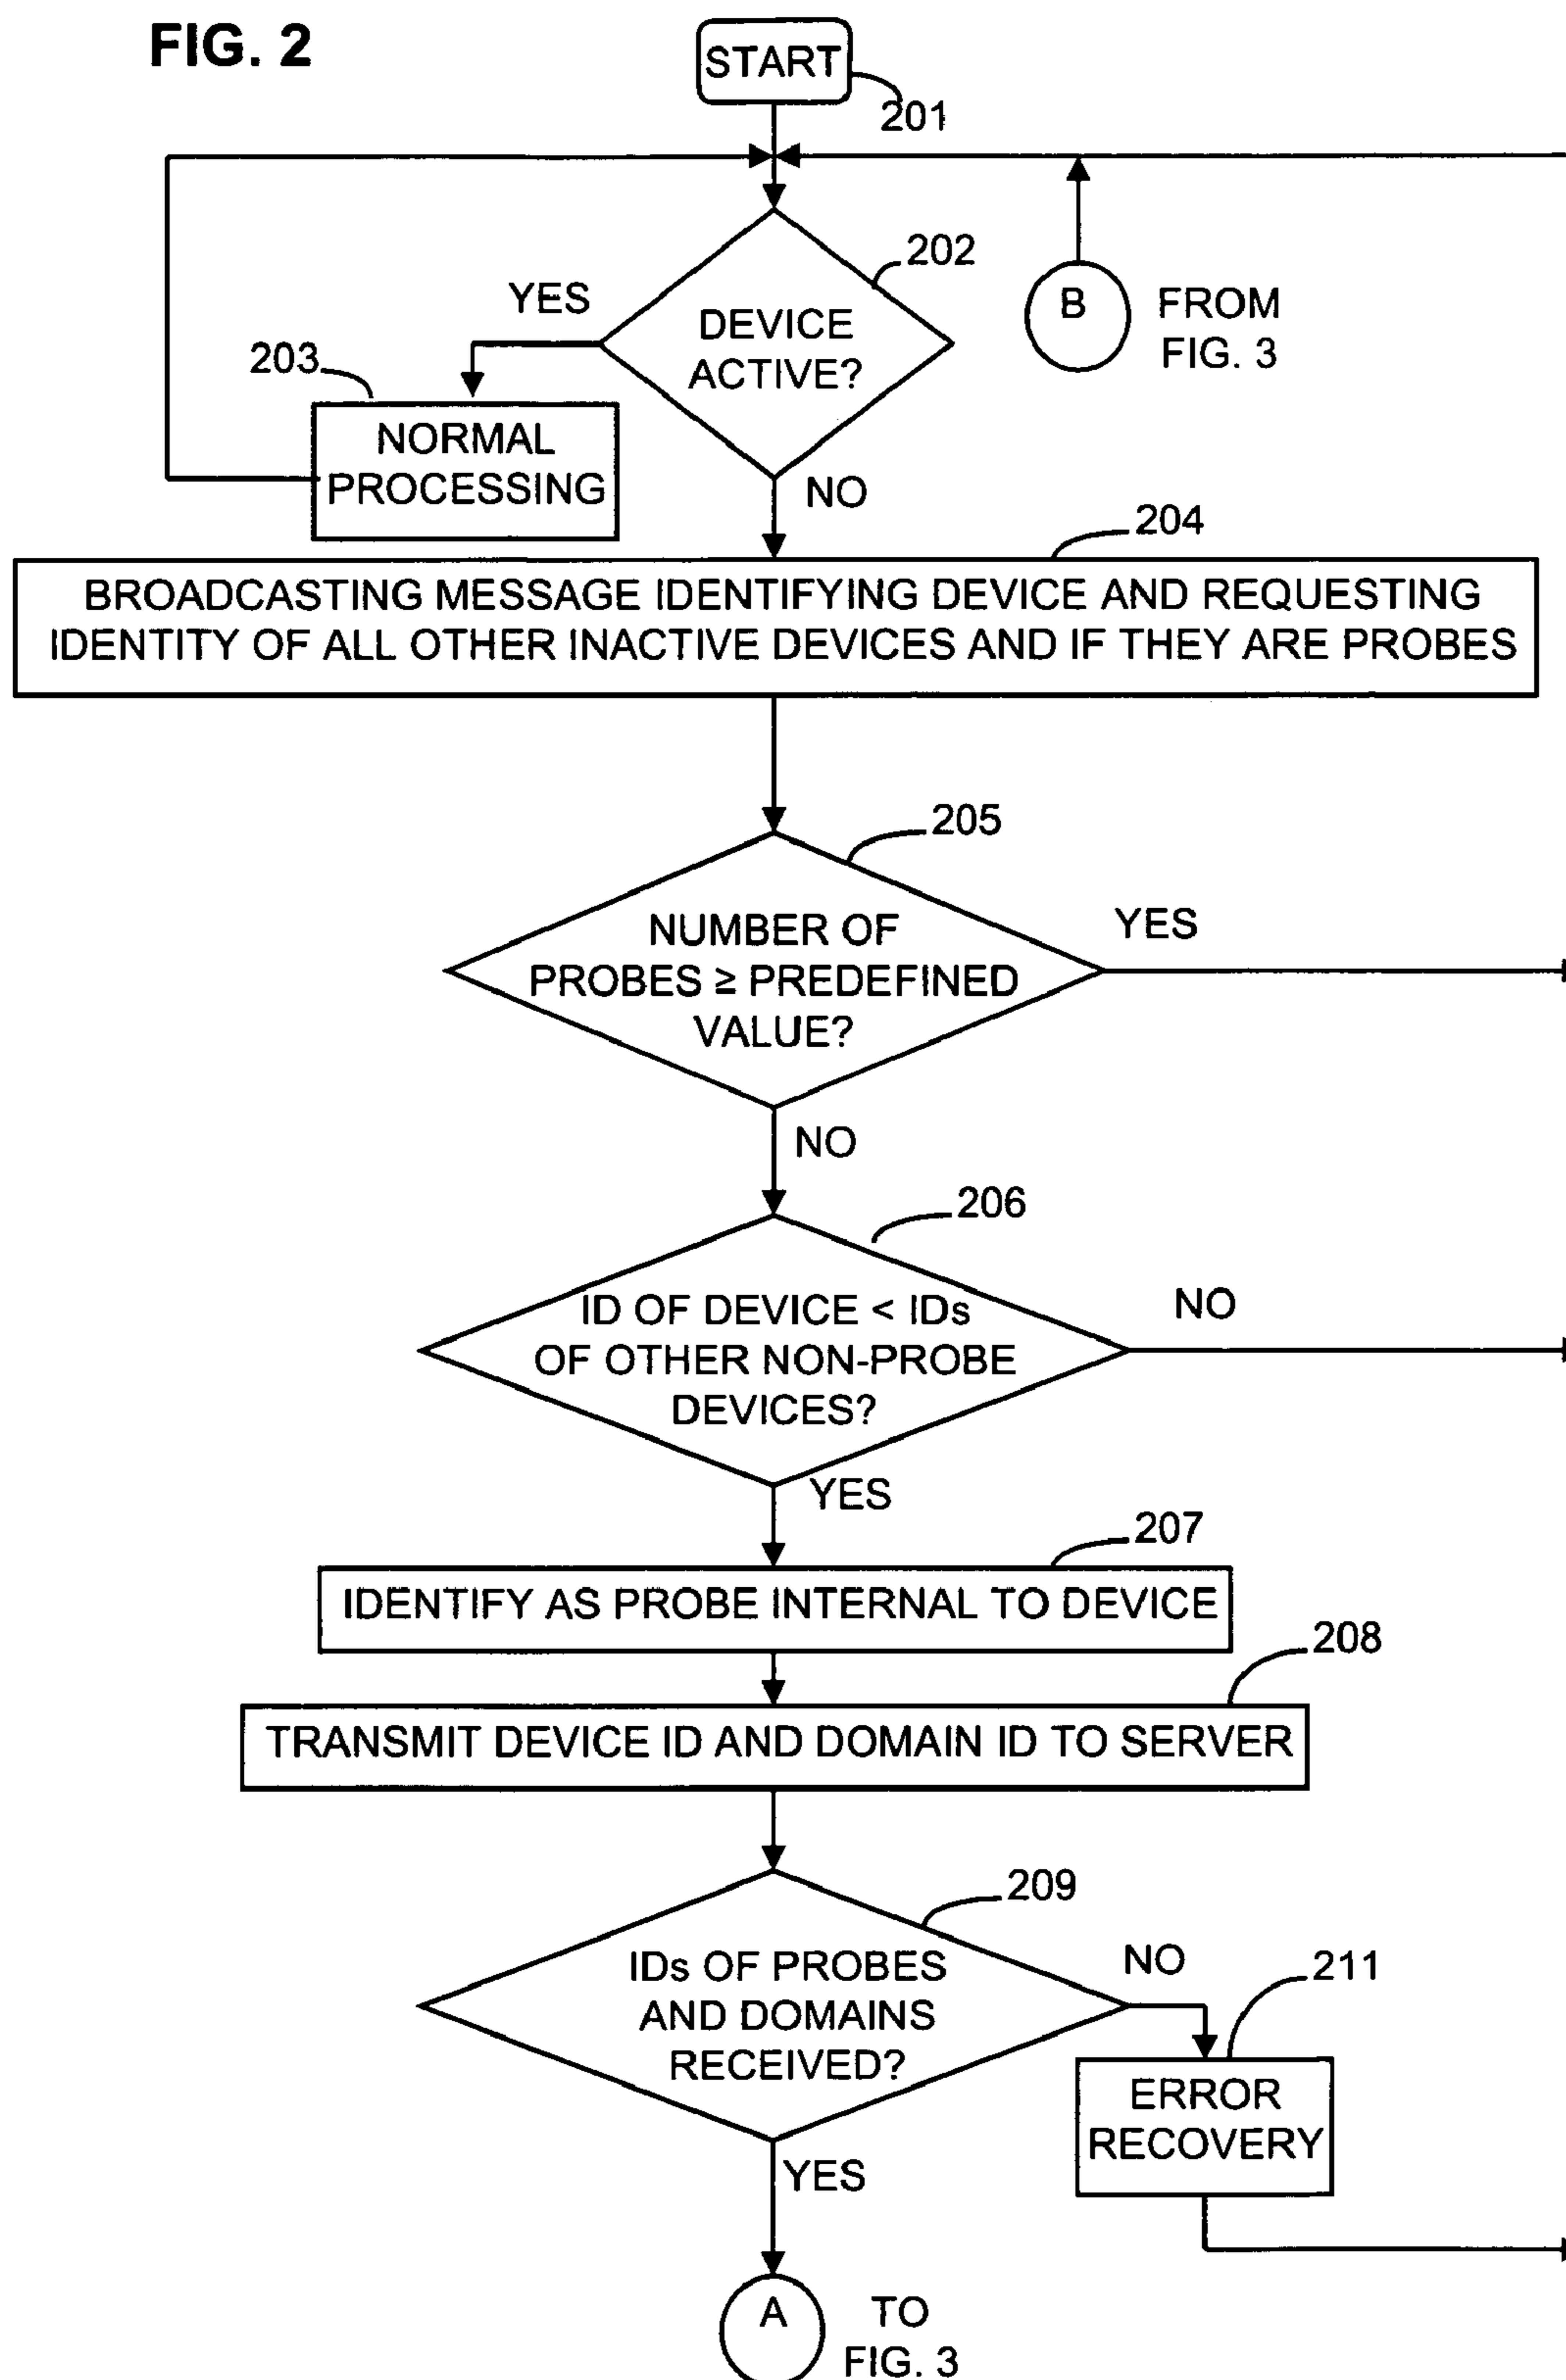 FIG. 2
START
201
202
YES
DEVICE
ACTIVE?
B
FROM
FIG. 3
203
NORMAL
PROCESSING
NO
204
BROADCASTING MESSAGE IDENTIFYING DEVICE AND REQUESTING
IDENTITY OF ALL OTHER INACTIVE DEVICES AND IF THEY ARE PROBES
205
NUMBER OF
PROBES ≥ PREDEFINED
VALUE?
YES
NO
206
ID OF DEVICE < IDs
OF OTHER NON-PROBE
DEVICES?
NO
YES
207
IDENTIFY AS PROBE INTERNAL TO DEVICE
208
TRANSMIT DEVICE ID AND DOMAIN ID TO SERVER
209
IDs OF PROBES
AND DOMAINS
RECEIVED?
NO
211
ERROR
RECOVERY
YES
A
TO
FIG. 3